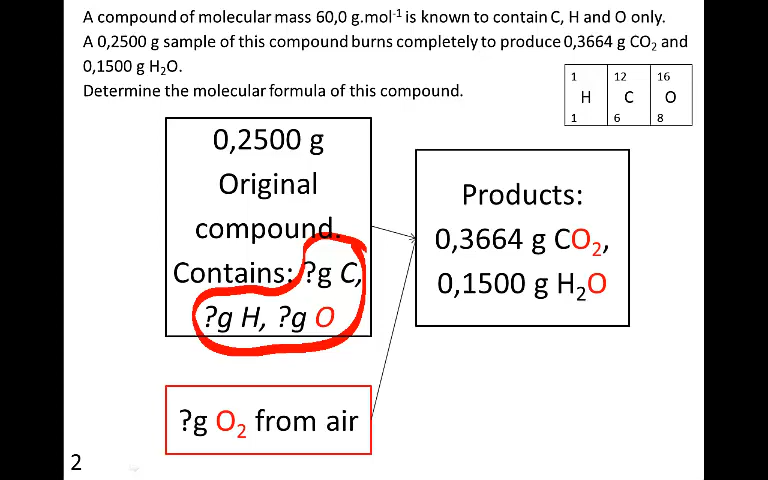 A compound of molecular mass 60,0 g.mol⁻¹ is known to contain C, H and O only.
A 0,2500 g sample of this compound burns completely to produce 0,3664 g CO₂ and
0,1500 g H₂O.
Determine the molecular formula of this compound.
1 12 16
H C O
1 6 8
0,2500 g
Original
compound.
Contains: ?g C,
?g H, ?g O
Products:
0,3664 g CO₂,
0,1500 g H₂O
?g O₂ from air
2